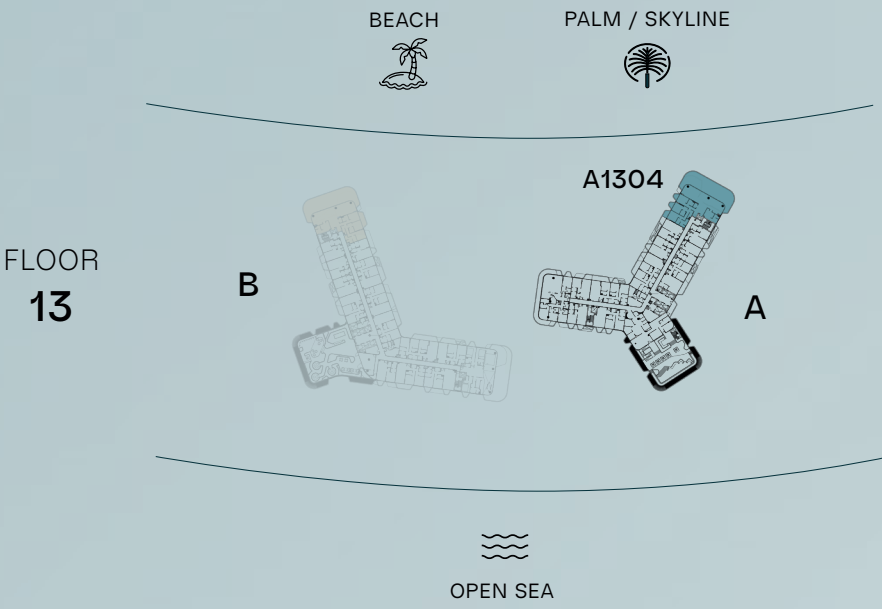 BEACH
PALM / SKYLINE
A1304
FLOOR
13
B
A
OPEN SEA